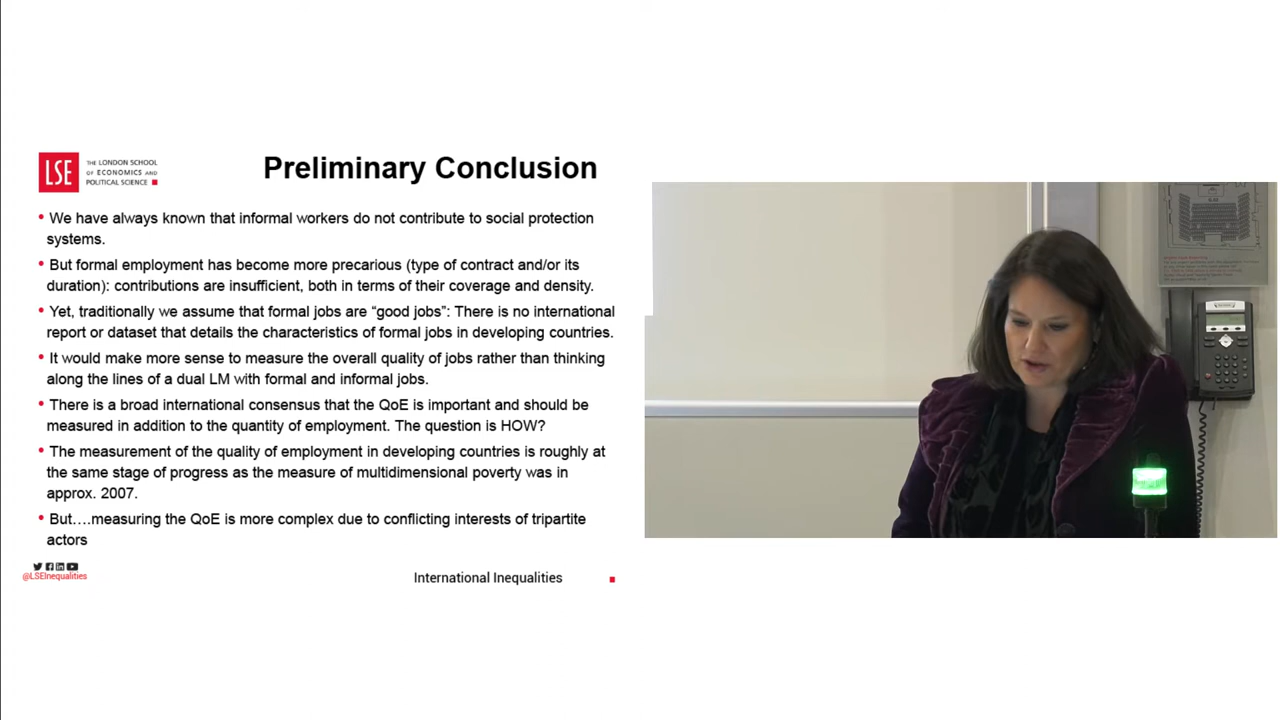 LSE
THE LONDON SCHOOL
OF ECONOMICS AND
POLITICAL SCIENCE
Preliminary Conclusion
• We have always known that informal workers do not contribute to social protection
systems.
• But formal employment has become more precarious (type of contract and/or its
duration): contributions are insufficient, both in terms of their coverage and density.
• Yet, traditionally we assume that formal jobs are “good jobs”: There is no international
report or dataset that details the characteristics of formal jobs in developing countries.
• It would make more sense to measure the overall quality of jobs rather than thinking
along the lines of a dual LM with formal and informal jobs.
• There is a broad international consensus that the QoE is important and should be
measured in addition to the quantity of employment. The question is HOW?
• The measurement of the quality of employment in developing countries is roughly at
the same stage of progress as the measure of multidimensional poverty was in
approx. 2007.
• But….measuring the QoE is more complex due to conflicting interests of tripartite
actors
@LSEInequalities
International Inequalities